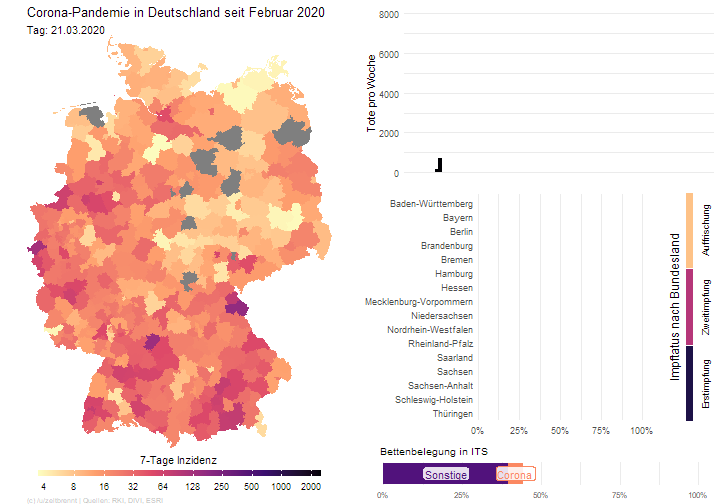 Corona-Pandemie in Deutschland seit Februar 2020
Tag: 21.03.2020
7-Tage Inzidenz
4 8 16 32 64 128 250 500 1000 2000
| Quellen: RKI, DIVI, ESRI
Tote pro Woche
8000
6000
4000
2000
0
Baden-Württemberg
Bayern
Berlin
Brandenburg
Bremen
Hamburg
Hessen
Mecklenburg-Vorpommern
Niedersachsen
Nordrhein-Westfalen
Rheinland-Pfalz
Saarland
Sachsen
Sachsen-Anhalt
Schleswig-Holstein
Thüringen
0% 25% 50% 75% 100%
Impfstatus nach Bundesland
Auffrischung
Zweitimpfung
Erstimpfung
Bettenbelegung in ITS
Sonstige Corona
0% 25% 50% 75% 100%